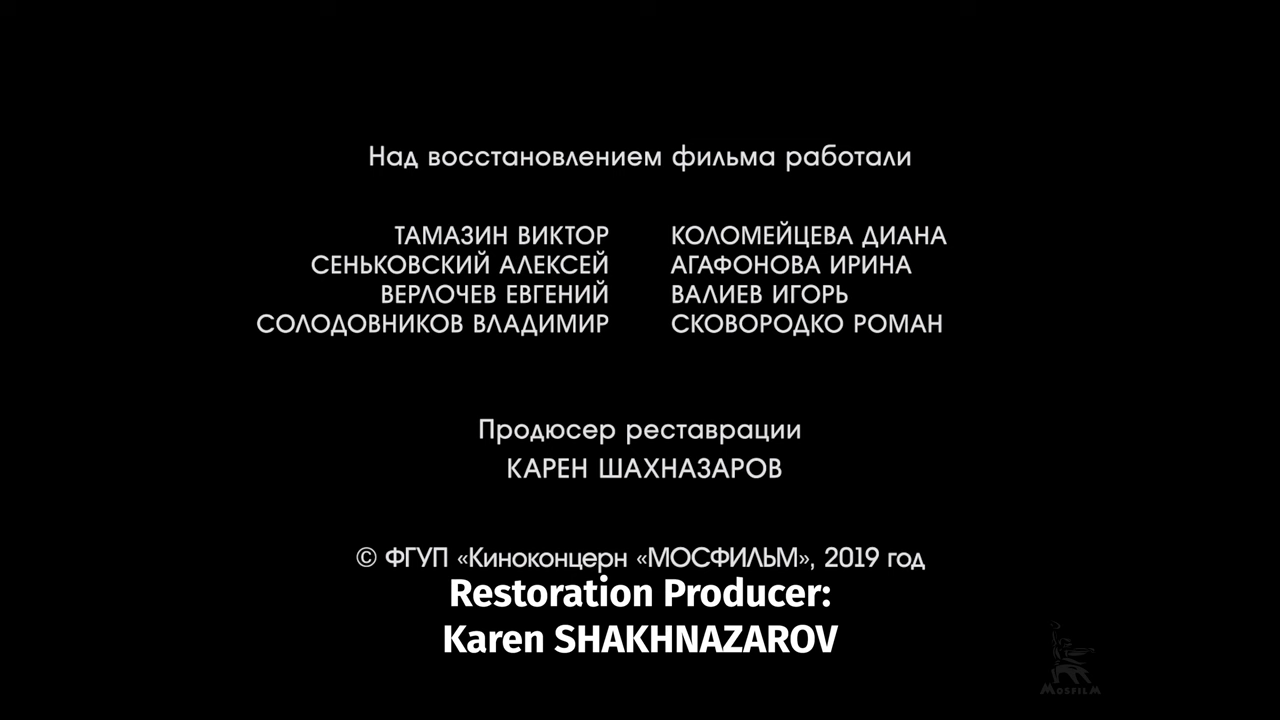 Над восстановлением фильма работали
ТАМАЗИН ВИКТОР
СЕНЬКОВСКИЙ АЛЕКСЕЙ
ВЕРЛОЧЕВ ЕВГЕНИЙ
СОЛОДОВНИКОВ ВЛАДИМИР
КОЛОМЕЙЦЕВА ДИАНА
АГАФОНОВА ИРИНА
ВАЛИЕВ ИГОРЬ
СКОВОРОДКО РОМАН
Продюсер реставрации
КАРЕН ШАХНАЗАРОВ
© ФГУП «Киноконцерн «МОСФИЛЬМ», 2019 год
Restoration Producer:
Karen SHAKHNAZAROV
MOSFILM